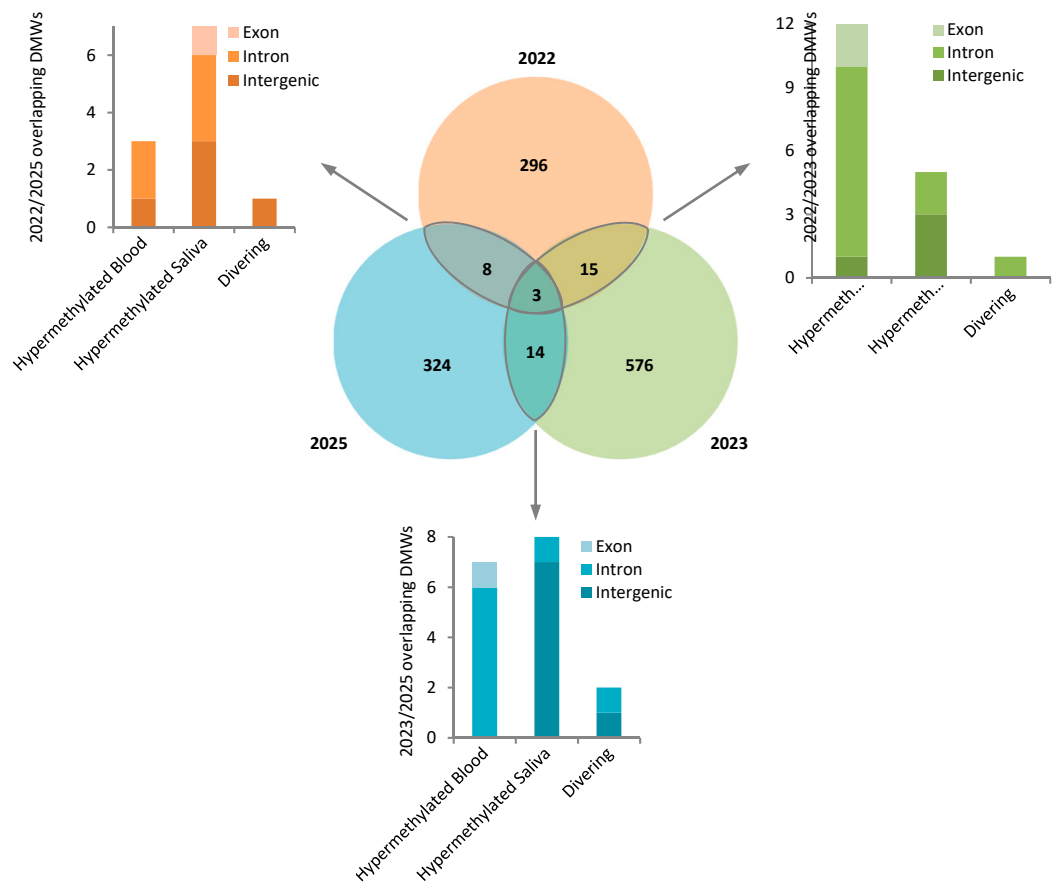 2022/2025 overlapping DMWs
6
4
2
0
Exon
Intron
Intergenic
Hypermethylated Blood
Hypermethylated Saliva
Divering
2022
296
8
15
3
14
324
576
2025
2023
2022/2023 overlapping DMWs
12
9
6
3
0
Exon
Intron
Intergenic
Hypermeth...
Hypermeth...
Divering
2023/2025 overlapping DMWs
8
6
4
2
0
Exon
Intron
Intergenic
Hypermethylated Blood
Hypermethylated Saliva
Divering